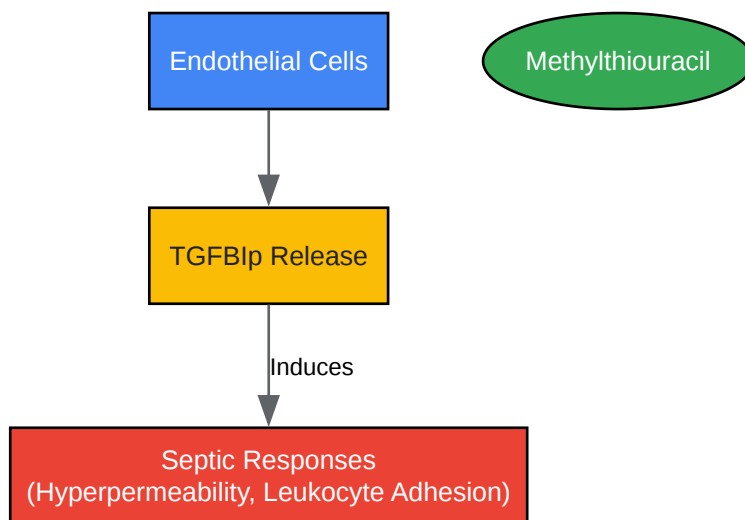 Endothelial Cells
Methylthiouracil
TGFBIp Release
Induces
Septic Responses
(Hyperpermeability, Leukocyte Adhesion)